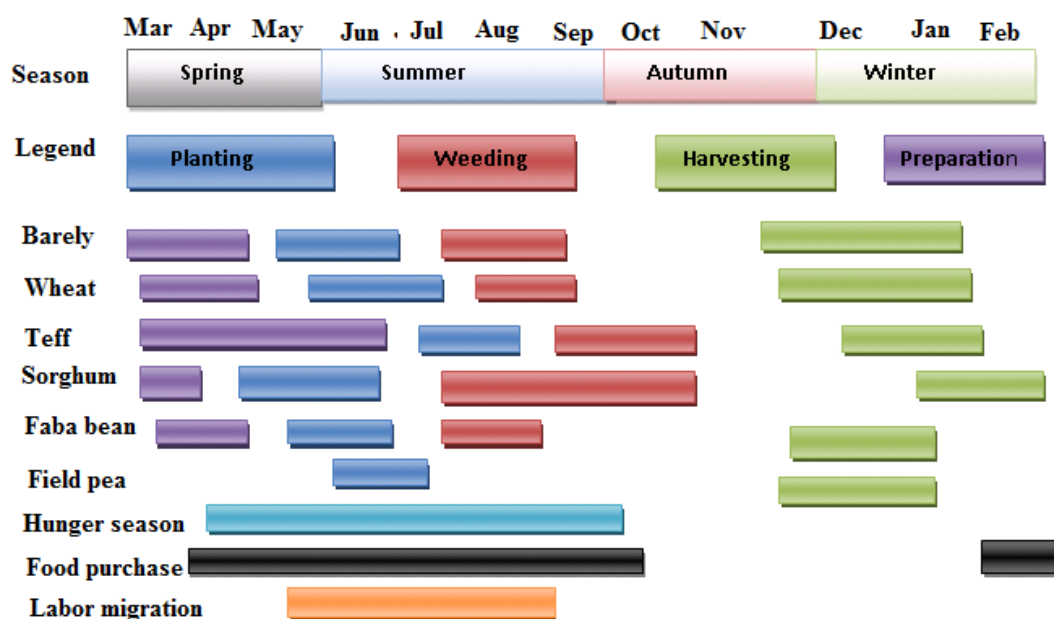 Mar Apr May Jun . Jul Aug Sep Oct Nov Dec Jan Feb
Season Spring Summer Autumn Winter
Legend Planting Weeding Harvesting Preparation
Barely
Wheat
Teff
Sorghum
Faba bean
Field pea
Hunger season
Food purchase
Labor migration